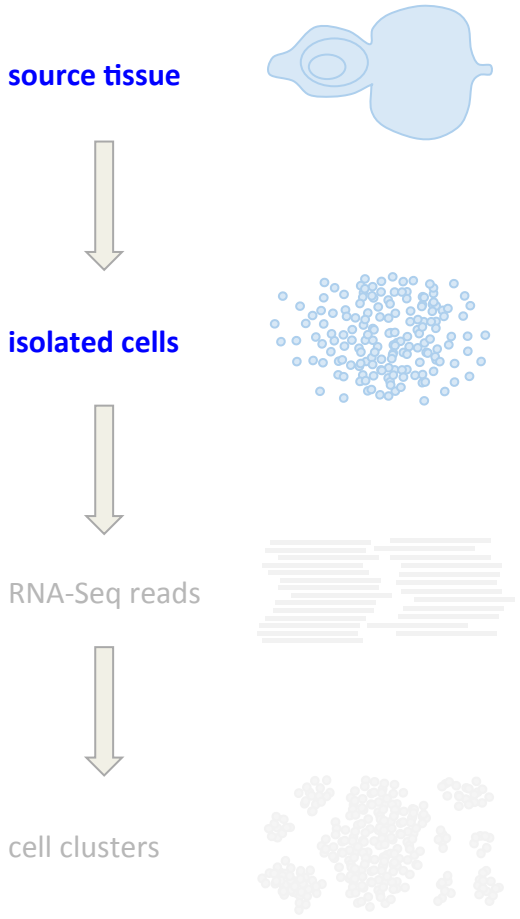 source tissue
isolated cells
RNA-Seq reads
cell clusters